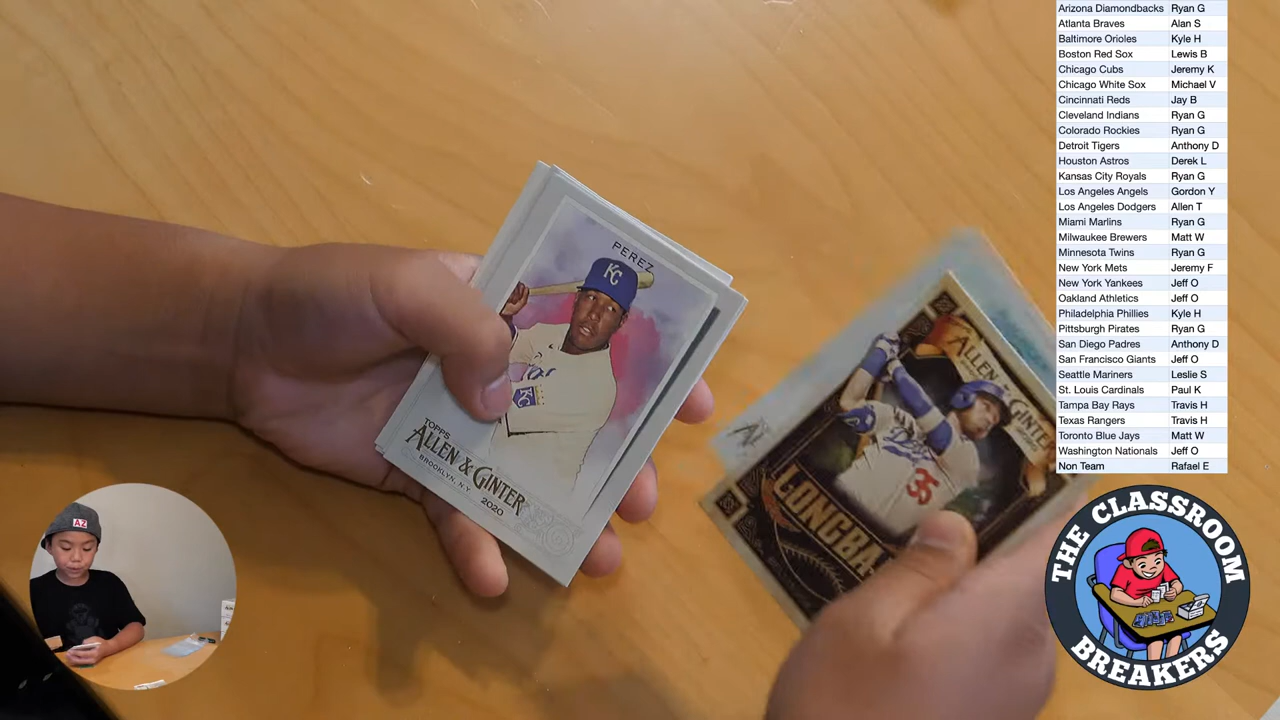 Arizona Diamondbacks Ryan G
Atlanta Braves Alan S
Baltimore Orioles Kyle H
Boston Red Sox Lewis B
Chicago Cubs Jeremy K
Chicago White Sox Michael V
Cincinnati Reds Jay B
Cleveland Indians Ryan G
Colorado Rockies Ryan G
Detroit Tigers Anthony D
Houston Astros Derek L
Kansas City Royals Ryan G
Los Angeles Angels Gordon Y
Los Angeles Dodgers Allen T
Miami Marlins Ryan G
Milwaukee Brewers Matt W
Minnesota Twins Ryan G
New York Mets Jeremy F
New York Yankees Jeff O
Oakland Athletics Jeff O
Philadelphia Phillies Kyle H
Pittsburgh Pirates Ryan G
San Diego Padres Anthony D
San Francisco Giants Jeff O
Seattle Mariners Leslie S
St. Louis Cardinals Paul K
Tampa Bay Rays Travis H
Texas Rangers Travis H
Toronto Blue Jays Matt W
Washington Nationals Jeff O
Non Team Rafael E
PEREZ
KC
KC
TOPPS
ALLEN & GINTER
BROOKLYN, N.Y.
2020
ALLEN &
GINTER
Dodgers
35
LONGBA
AZ
THE CLASSROOM
BREAKERS